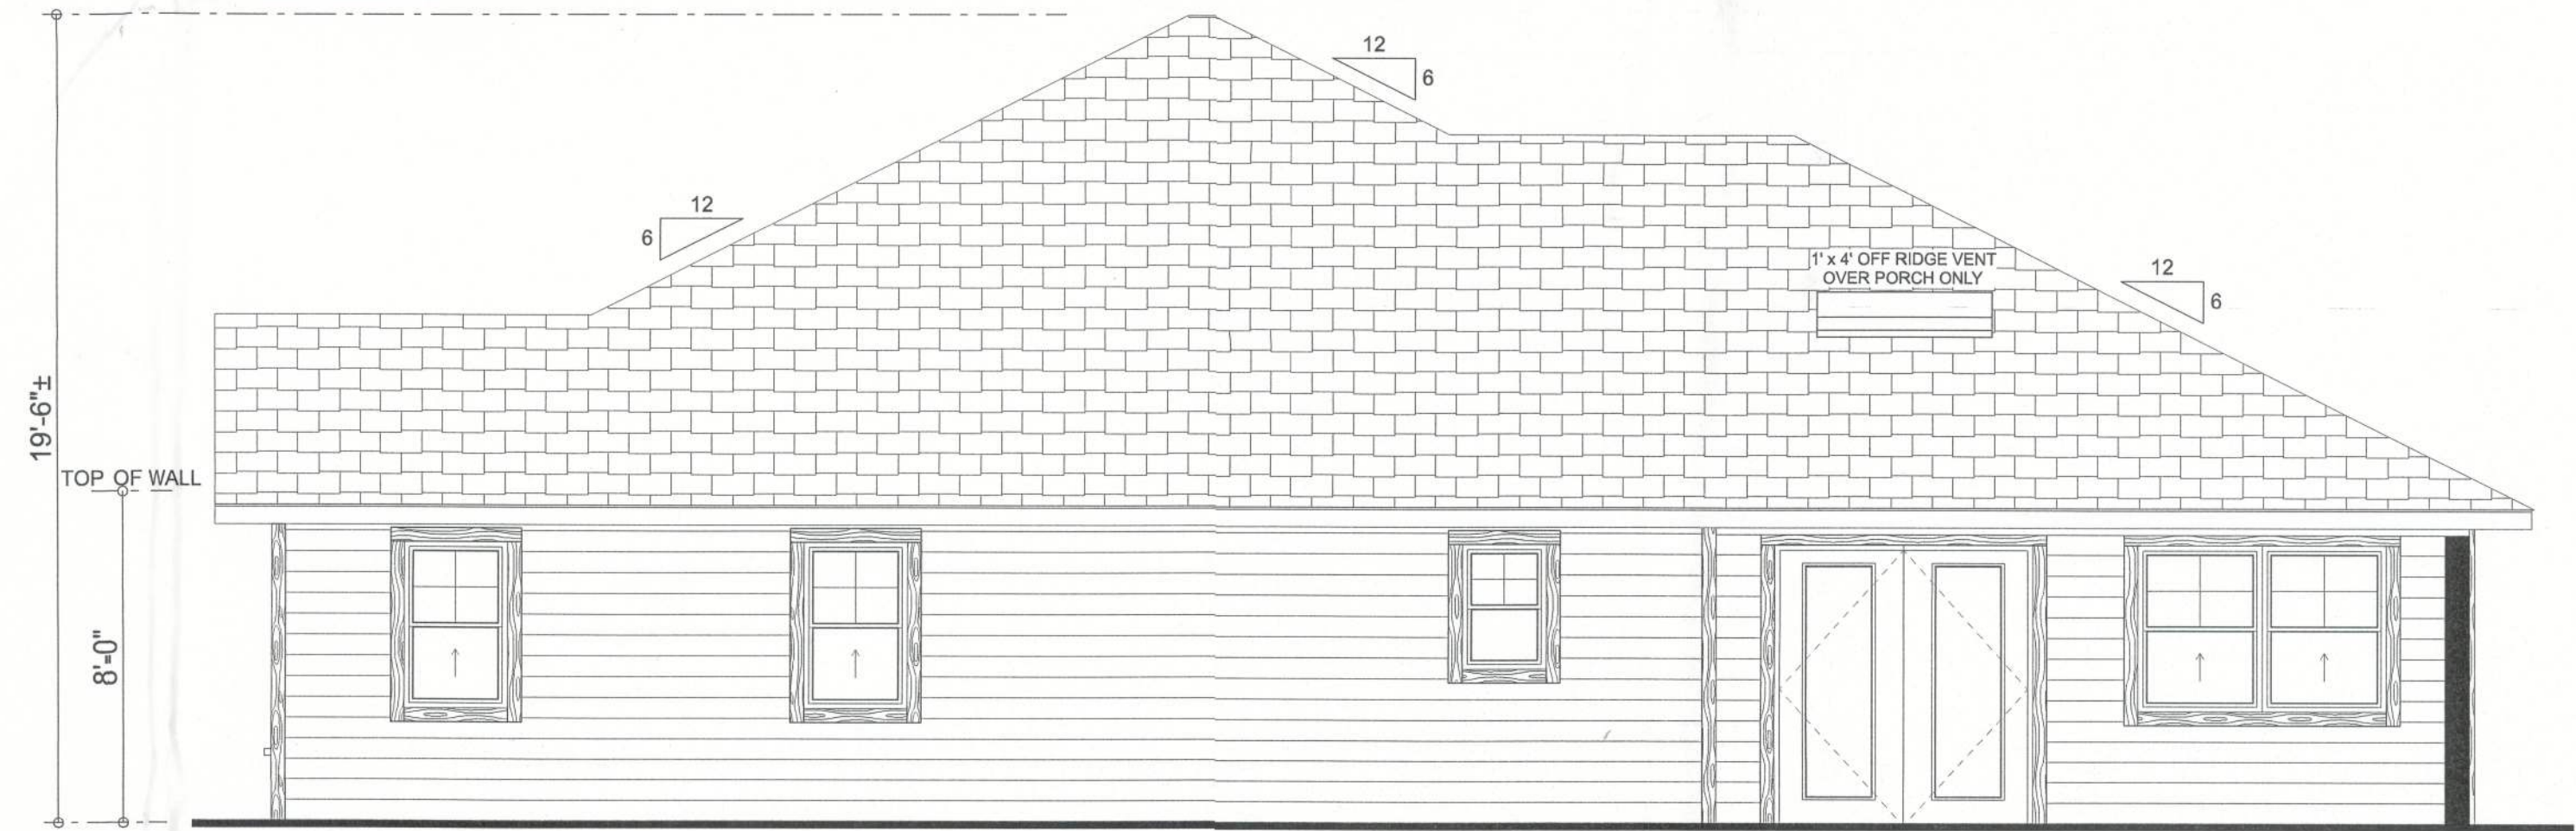 12
6
12
6
1' x 4' OFF RIDGE VENT
OVER PORCH ONLY
12
6
19'-6"±
TOP OF WALL
8'-0"